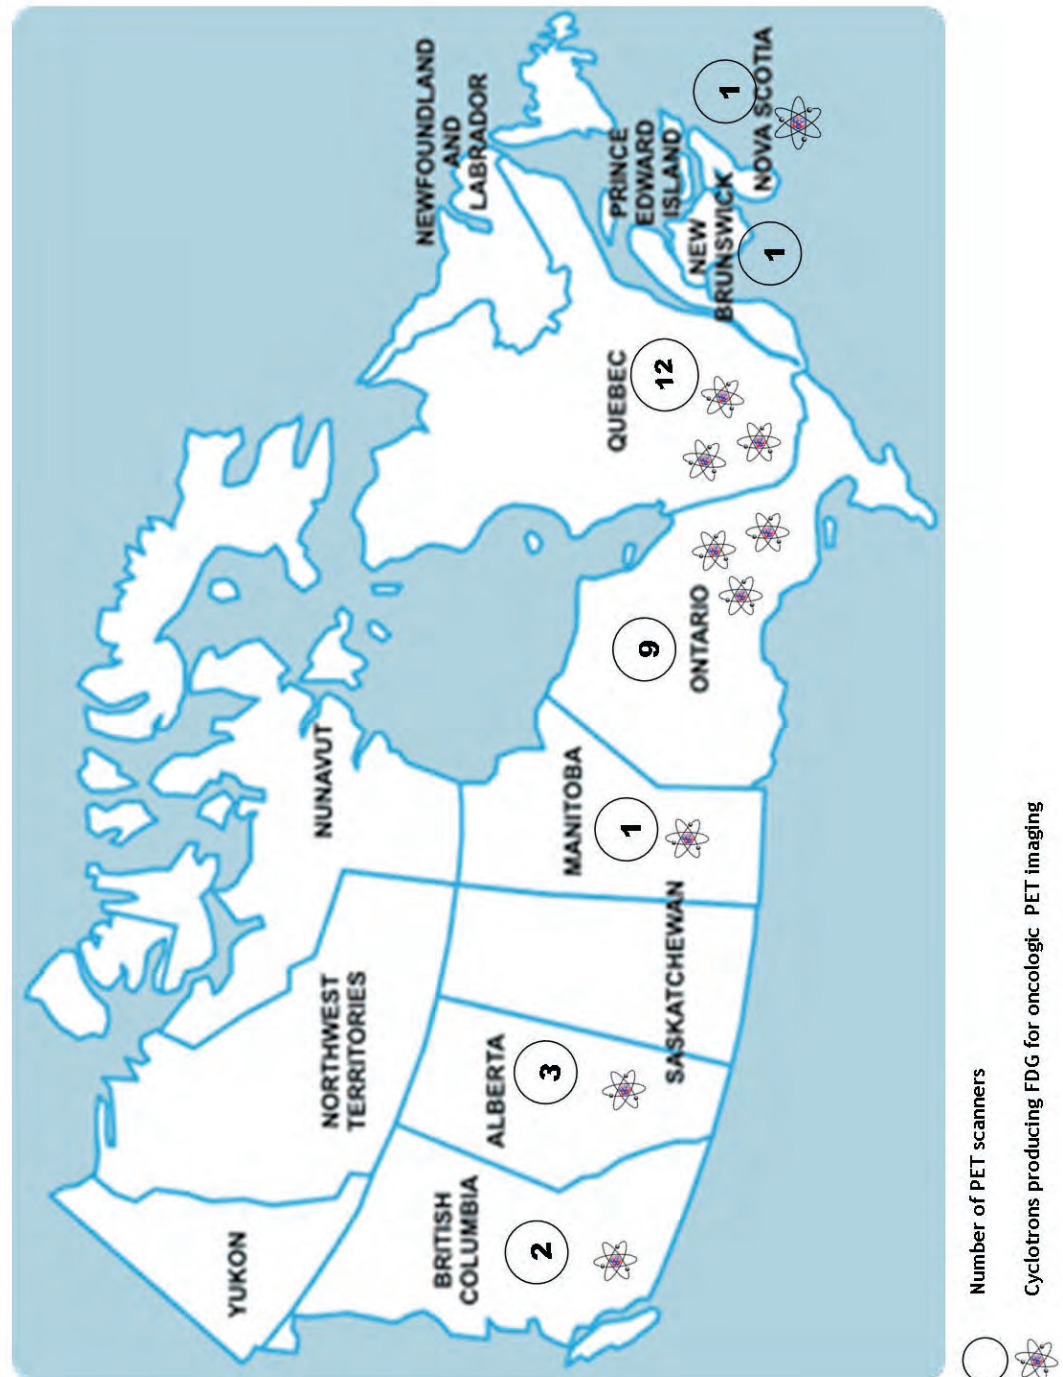 YUKON
NORTHWEST
TERRITORIES
NUNAVUT
BRITISH
COLUMBIA
2
ALBERTA
3
SASKATCHEWAN
MANITOBA
1
ONTARIO
9
QUEBEC
12
NEWFOUNDLAND
AND
LABRADOR
PRINCE
EDWARD
ISLAND
NEW
BRUNSWICK
1
NOVA SCOTIA
1
Number of PET scanners
Cyclotrons producing FDG for oncologic PET imaging